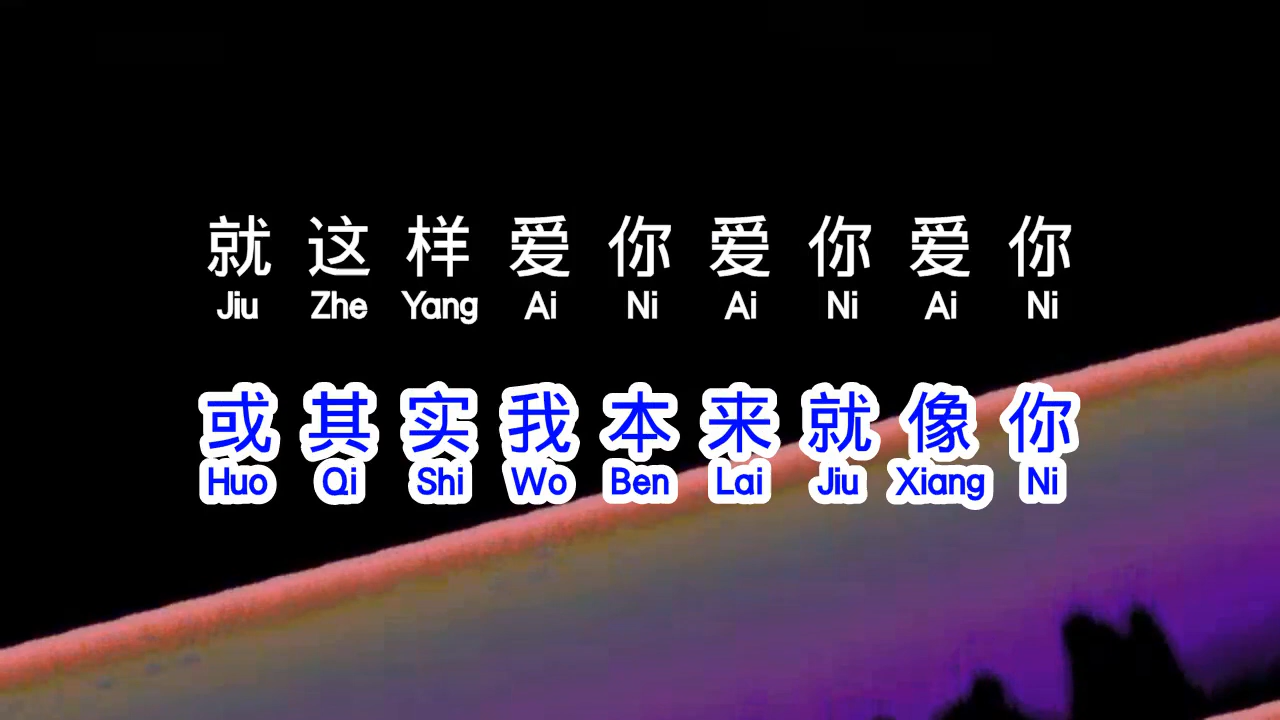 就 这 样 爱 你 爱 你 爱 你
Jiu Zhe Yang Ai Ni Ai Ni Ai Ni
或 其 实 我 本 来 就 像 你
Huo Qi Shi Wo Ben Lai Jiu Xiang Ni